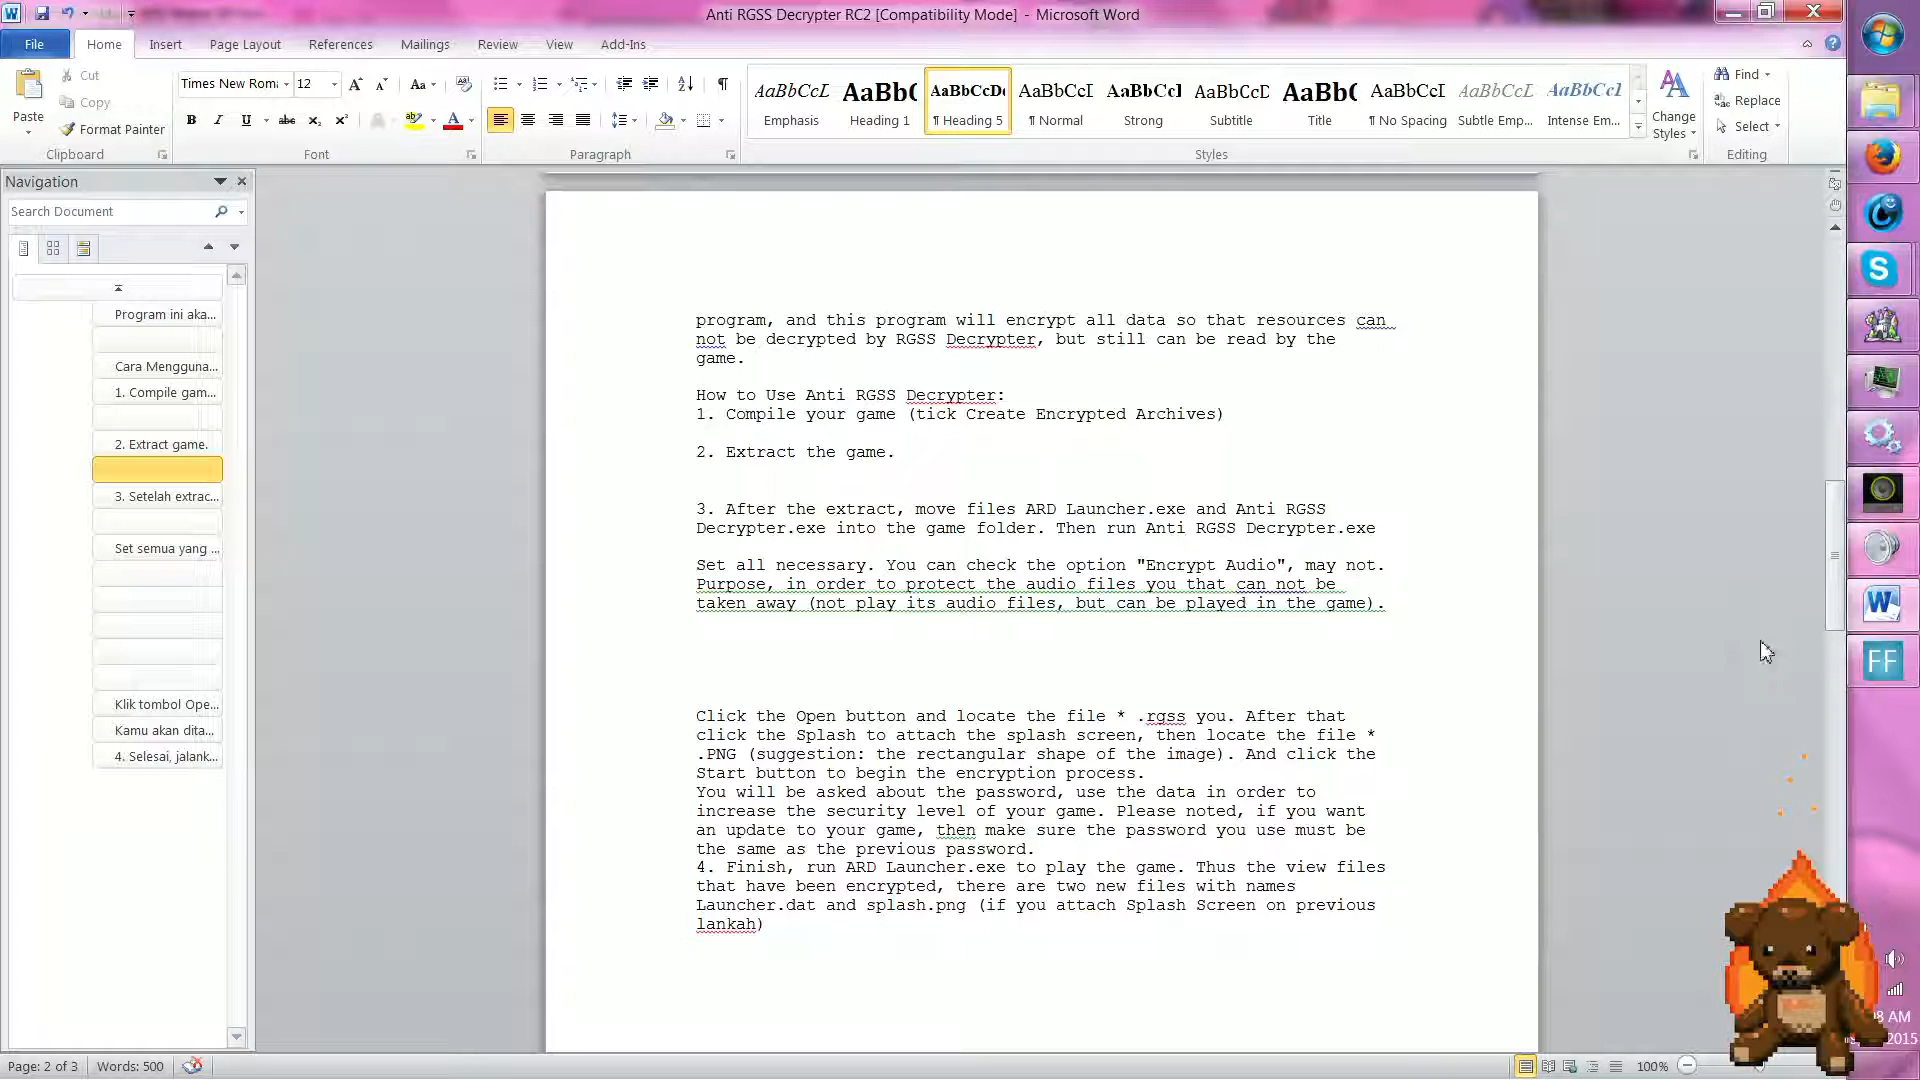 Anti RGSS Decrypter RC2 [Compatibility Mode] - Microsoft Word
File Home Insert Page Layout References Mailings Review View Add-Ins
Paste
Cut
Copy
Format Painter
Clipboard
Times New Roma 12
Font
Paragraph
AaBbCcL AaBb( AaBbCcD AaBbCcI AaBbCcI AaBbCcD AaBb( AaBbCcI AaBbCcD AaBbCcI
Emphasis Heading 1 ¶ Heading 5 ¶ Normal Strong Subtitle Title ¶ No Spacing Subtle Emp... Intense Em...
Styles
Change
Styles
Find
Replace
Select
Editing
Navigation
Search Document
Program ini aka...
Cara Mengguna...
1. Compile gam...
2. Extract game.
3. Setelah extrac...
Set semua yang ...
Klik tombol Ope...
Kamu akan dita...
4. Selesai, jalank...
program, and this program will encrypt all data so that resources can
not be decrypted by RGSS Decrypter, but still can be read by the
game.
How to Use Anti RGSS Decrypter:
1. Compile your game (tick Create Encrypted Archives)
2. Extract the game.
3. After the extract, move files ARD Launcher.exe and Anti RGSS
Decrypter.exe into the game folder. Then run Anti RGSS Decrypter.exe
Set all necessary. You can check the option "Encrypt Audio", may not.
Purpose, in order to protect the audio files you that can not be
taken away (not play its audio files, but can be played in the game).
Click the Open button and locate the file * .rgss you. After that
click the Splash to attach the splash screen, then locate the file *
.PNG (suggestion: the rectangular shape of the image). And click the
Start button to begin the encryption process.
You will be asked about the password, use the data in order to
increase the security level of your game. Please noted, if you want
an update to your game, then make sure the password you use must be
the same as the previous password.
4. Finish, run ARD Launcher.exe to play the game. Thus the view files
that have been encrypted, there are two new files with names
Launcher.dat and splash.png (if you attach Splash Screen on previous
lankah)
FF
8 AM
2015
Page: 2 of 3 Words: 500 100%